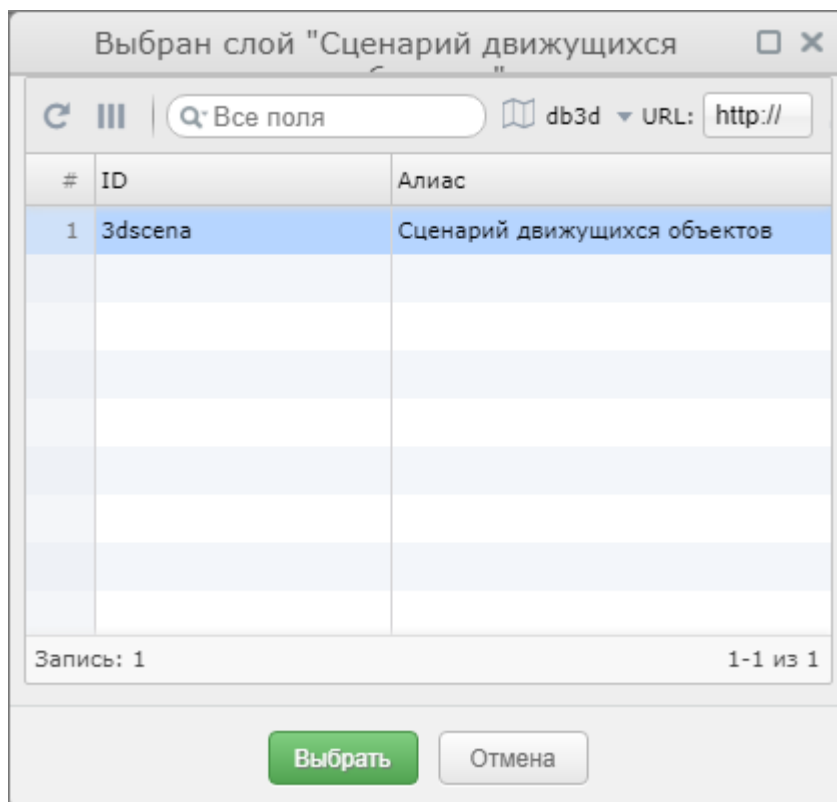 Выбран слой "Сценарий движущихся
Все поля db3d URL: http://
# ID Алиас
1 3dscena Сценарий движущихся объектов
Запись: 1 1-1 из 1
Выбрать Отмена